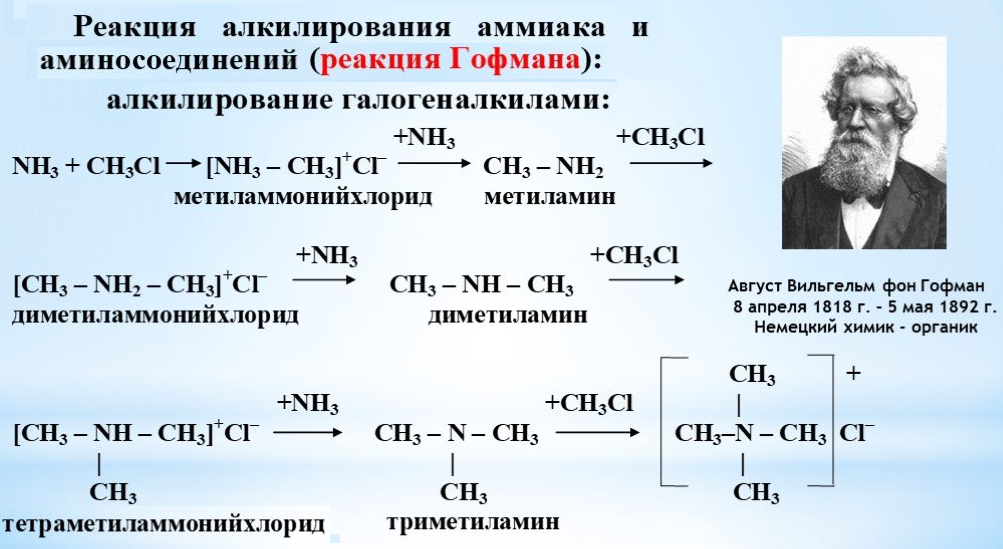 Реакция алкилирования аммиака и
аминосоединений (реакция Гофмана):
алкилирование галогеналкилами:
+NH₃ +CH₃Cl
NH₃ + CH₃Cl ⟶ [NH₃ – CH₃]⁺Cl⁻ ⟶ CH₃ – NH₂ ⟶
метиламмонийхлорид метиламин
+NH₃ +CH₃Cl
[CH₃ – NH₂ – CH₃]⁺Cl⁻ ⟶ CH₃ – NH – CH₃ ⟶
диметиламмонийхлорид диметиламин
Август Вильгельм фон Гофман
8 апреля 1818 г. - 5 мая 1892 г.
Немецкий химик - органик
CH₃ +
+NH₃ +CH₃Cl |
[CH₃ – NH – CH₃]⁺Cl⁻ ⟶ CH₃ – N – CH₃ ⟶ CH₃–N – CH₃ Cl⁻
| | |
CH₃ CH₃ CH₃
тетраметиламмонийхлорид триметиламин